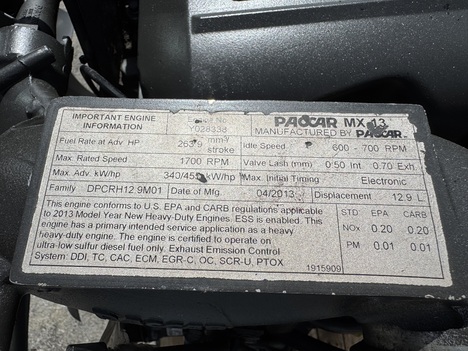 IMPORTANT ENGINE INFORMATION
Y028338
PACCAR MX 13
MANUFACTURED BY PACCAR
Fuel Rate at Adv. HP mm³/stroke
Idle Speed 600 - 700 RPM
Max. Rated Speed 1700 RPM
Valve Lash (mm) 0.50 Int. 0.70 Exh
Max. Adv. kW/hp kW/hp
Max. Initial Timing Electronic
Family DPCRH12.9M01
Date of Mfg. 04/2013
Displacement 12.9 L
This engine conforms to U.S. EPA and CARB regulations applicable
to 2013 Model Year New Heavy-Duty Engines. ESS is enabled. This
engine has a primary intended service application as a heavy
heavy-duty engine. The engine is certified to operate on
ultra-low sulfur diesel fuel only. Exhaust Emission Control
System: DDI, TC, CAC, ECM, EGR-C, OC, SCR-U, PTOX
STD EPA CARB
NOx 0.20 0.20
PM 0.01 0.01
1915909